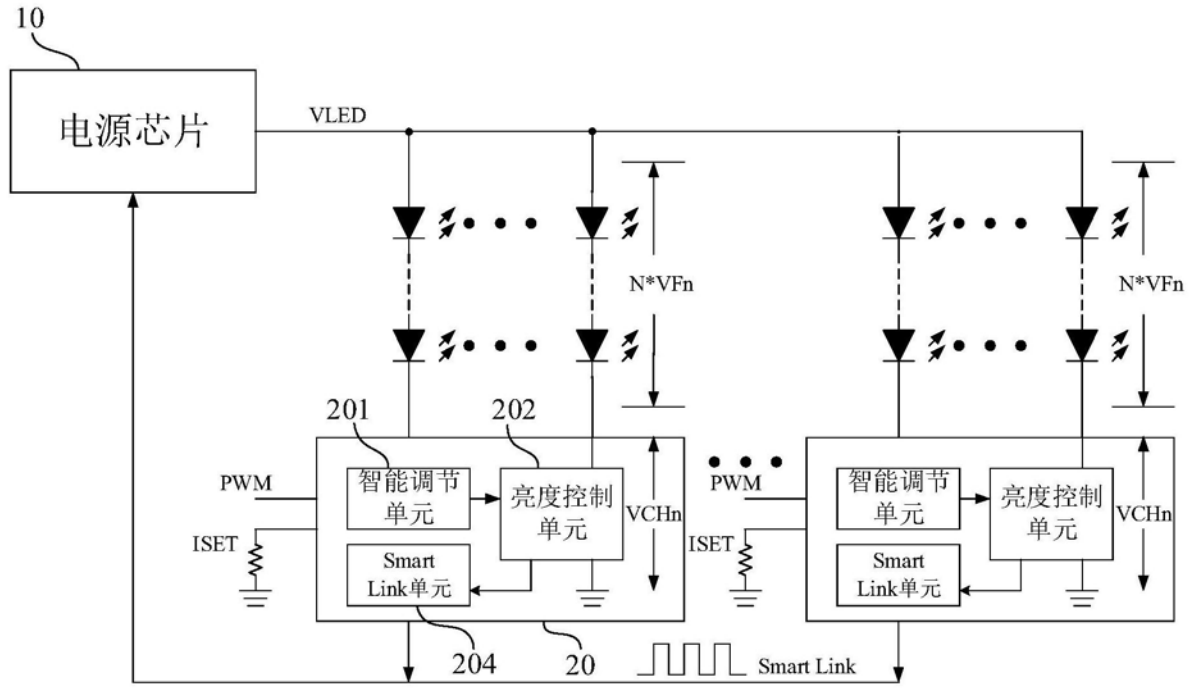 10
电源芯片
VLED
N*VFn
N*VFn
201
202
PWM
智能调节
单元
亮度控制
单元
VCHn
ISET
Smart
Link单元
PWM
智能调节
单元
亮度控制
单元
VCHn
ISET
Smart
Link单元
204
20
Smart Link